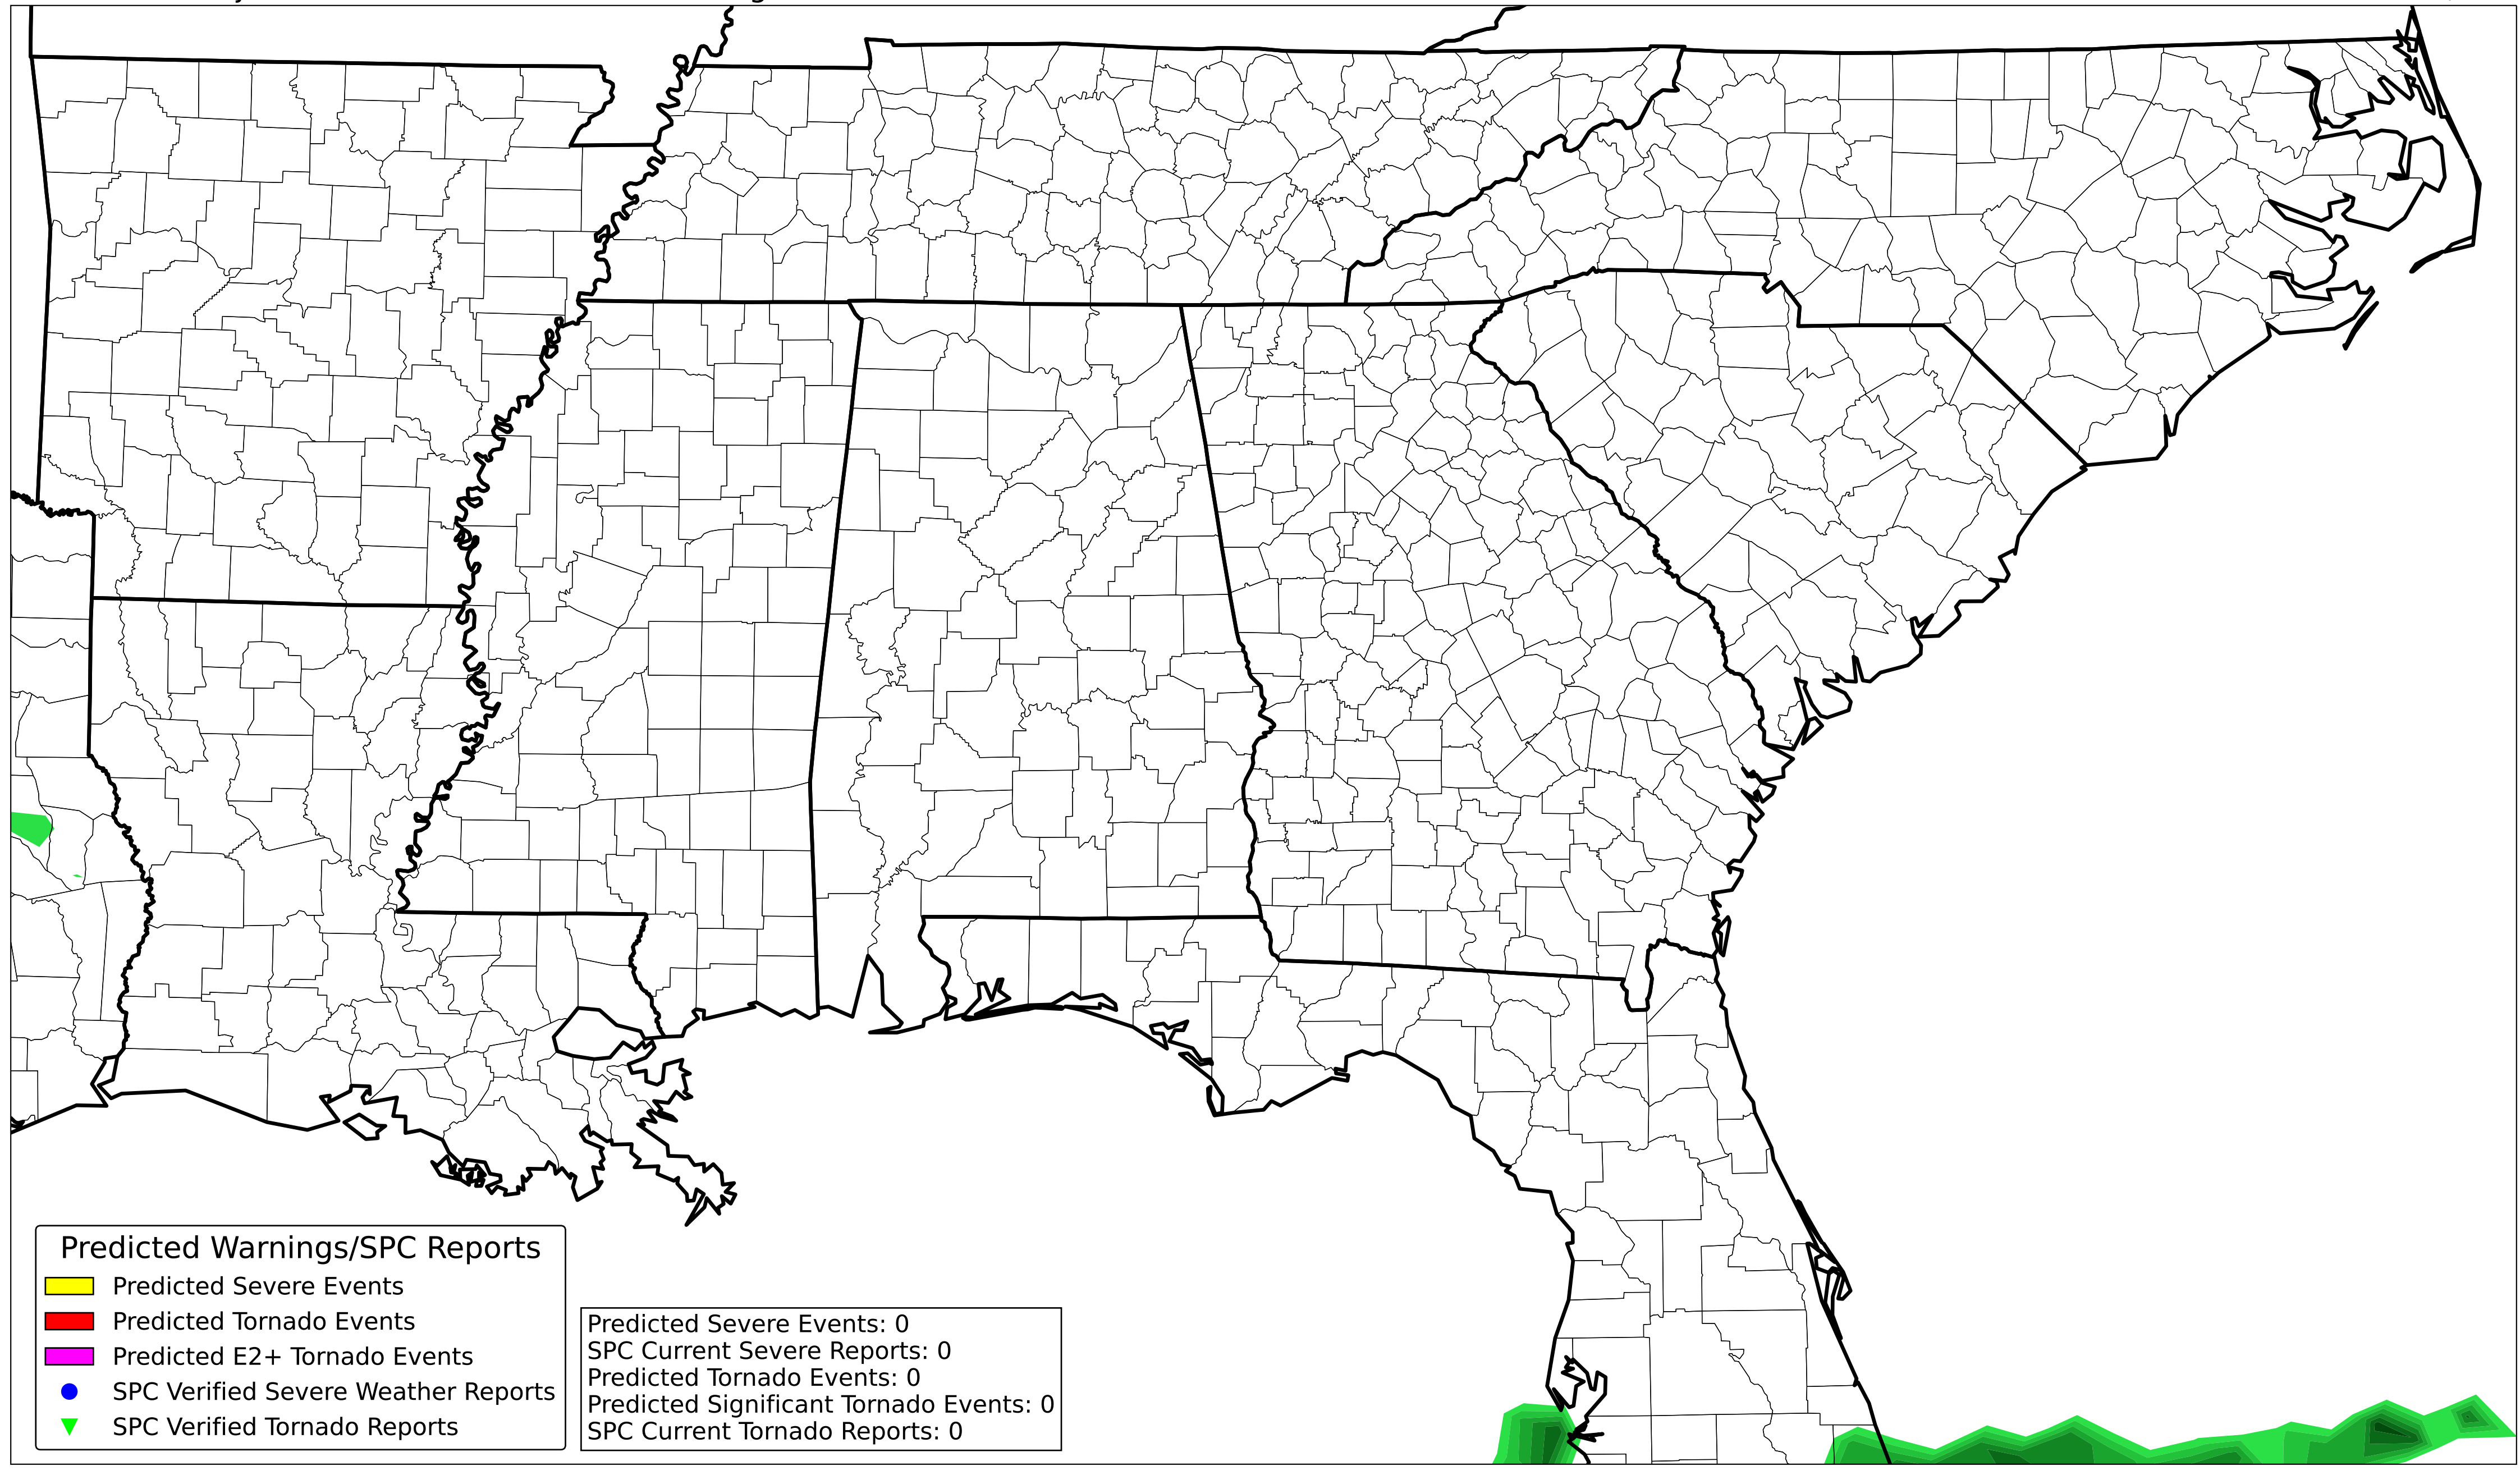 Predicted Warnings/SPC Reports
Predicted Severe Events
Predicted Tornado Events
Predicted E2+ Tornado Events
SPC Verified Severe Weather Reports
SPC Verified Tornado Reports
Predicted Severe Events: 0
SPC Current Severe Reports: 0
Predicted Tornado Events: 0
Predicted Significant Tornado Events: 0
SPC Current Tornado Reports: 0